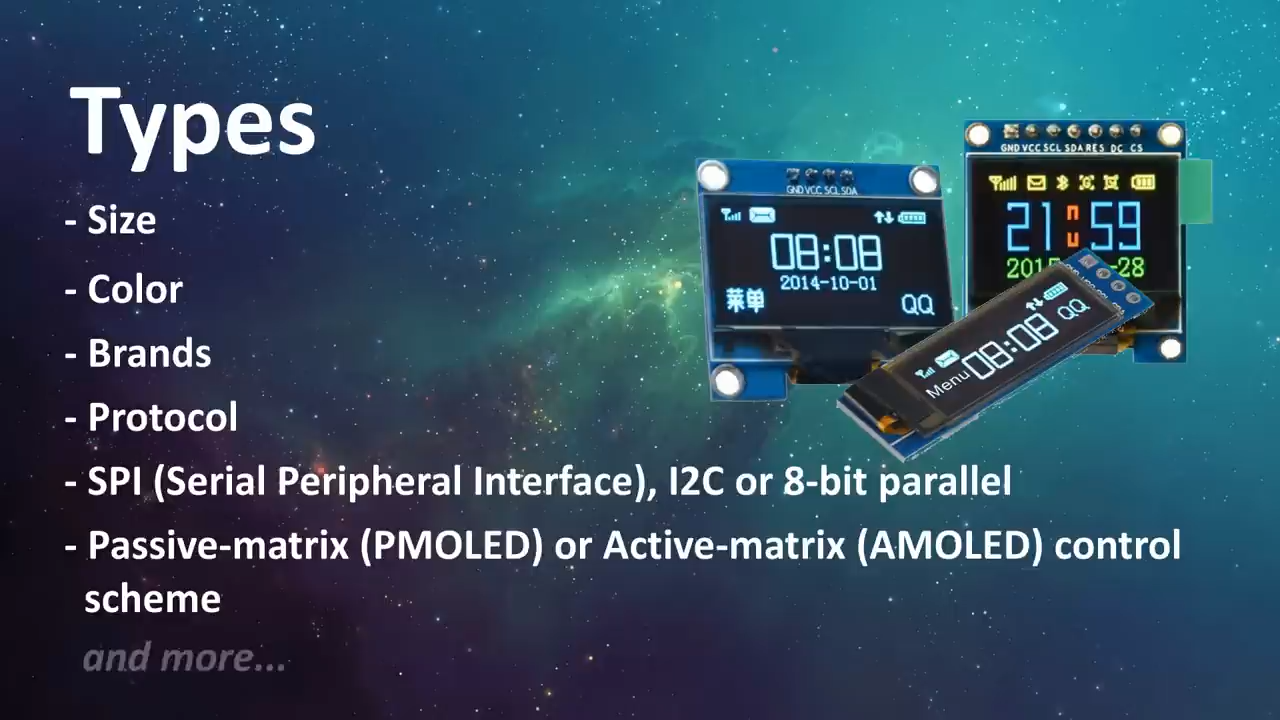 Types
- Size
- Color
- Brands
- Protocol
- SPI (Serial Peripheral Interface), I2C or 8-bit parallel
- Passive-matrix (PMOLED) or Active-matrix (AMOLED) control
scheme
and more...
GND VCC SCL SDA
08:08
2014-10-01
菜单
QQ
GND VCC SCL SDA RES DC CS
21:59
-28
08:08
QQ
Menu